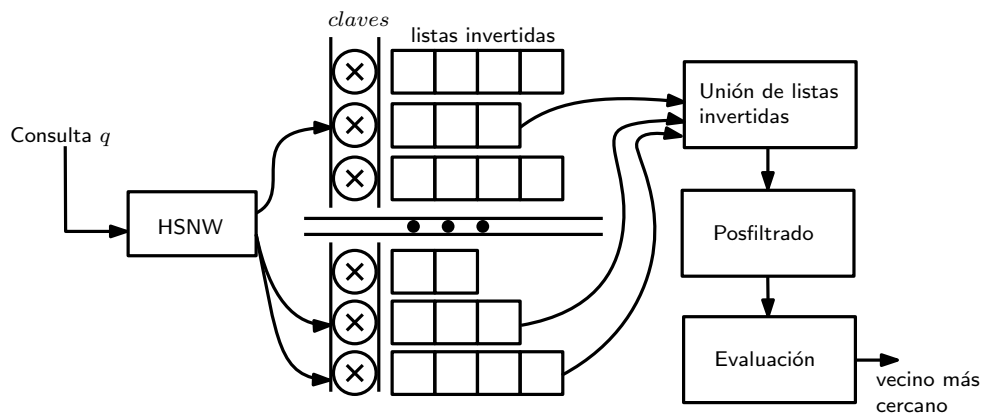 claves
listas invertidas
Unión de listas
invertidas
Consulta q
HSNW
Posfiltrado
Evaluación
vecino más
cercano